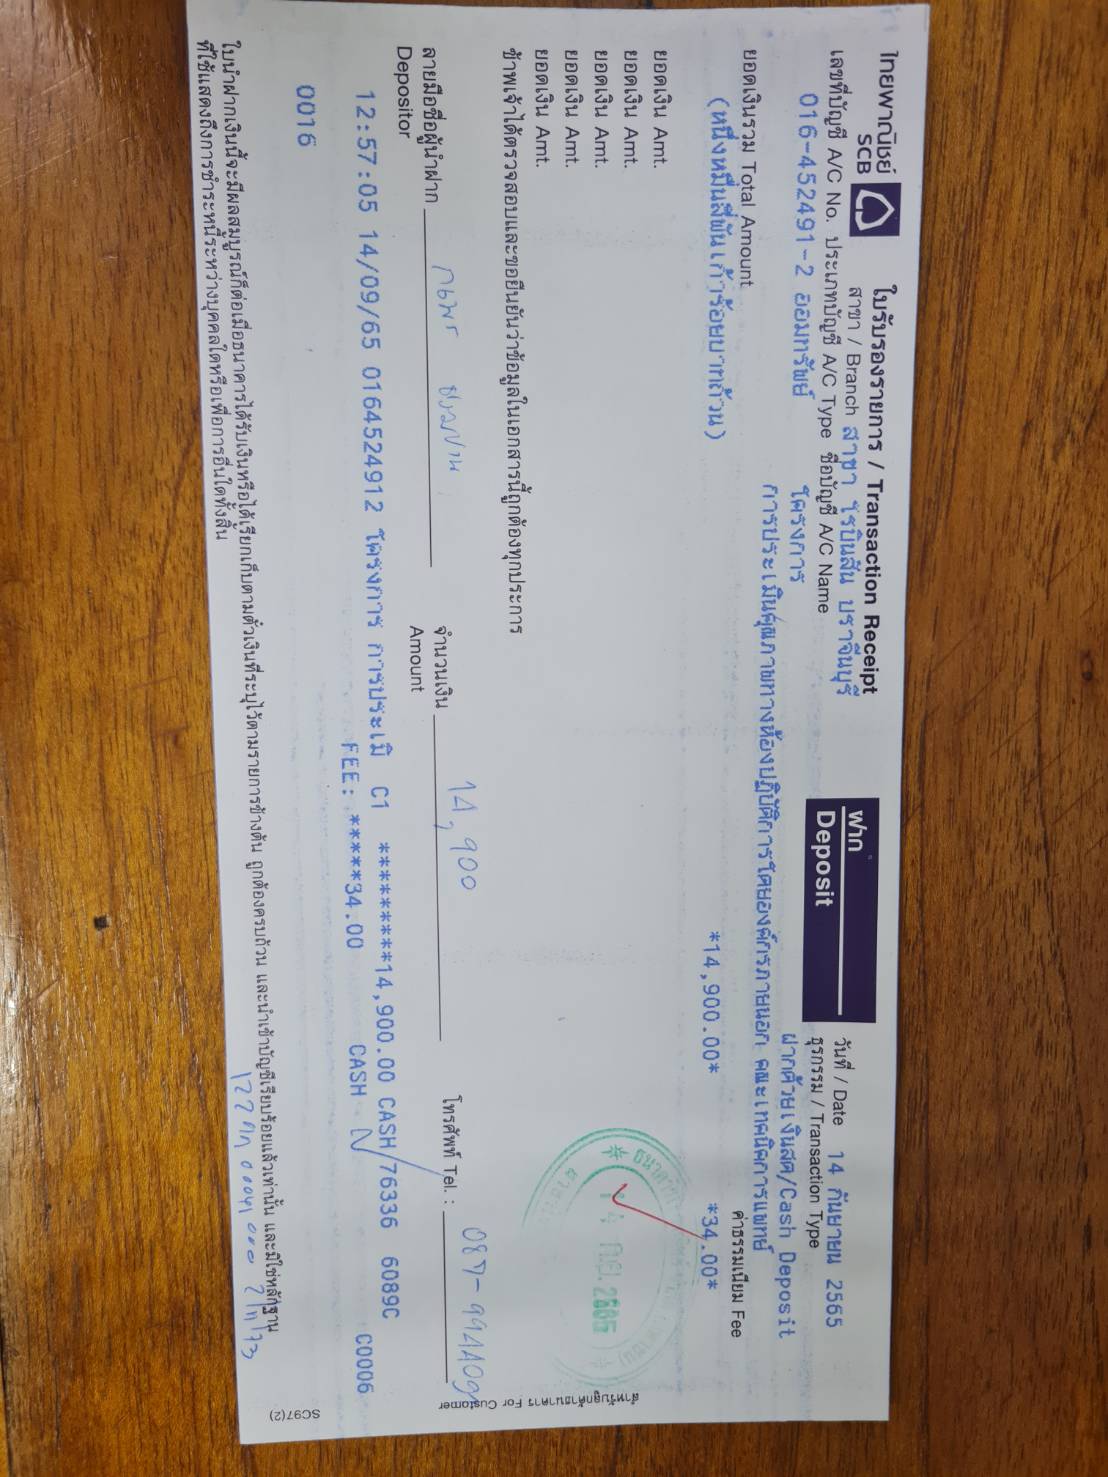 ไทยพาณิชย์
SCB
ใบรับรองรายการ / Transaction Receipt
สาขา / Branch สาขา โรบินสัน ปราจีนบุรี
ฝาก
Deposit
วันที่ / Date 14 กันยายน 2565
ธุรกรรม / Transaction Type
ฝากด้วยเงินสด/Cash Deposit
เลขที่บัญชี A/C No. ประเภทบัญชี A/C Type ชื่อบัญชี A/C Name
016-452491-2 ออมทรัพย์ โครงการ
การประเมินคุณภาพทางห้องปฏิบัติการโดยองค์กรภายนอก คณะเทคนิคการแพทย์
ยอดเงินรวม Total Amount ค่าธรรมเนียม Fee
(หนึ่งหมื่นสี่พันเก้าร้อยบาทถ้วน) *14,900.00* *34.00*
ยอดเงิน Amt.
ยอดเงิน Amt.
ยอดเงิน Amt.
ยอดเงิน Amt.
ยอดเงิน Amt.
ข้าพเจ้าได้ตรวจสอบและขอยืนยันว่าข้อมูลในเอกสารนี้ถูกต้องทุกประการ
14 ก.ย. 2565
ลายมือชื่อผู้นำฝาก
Depositor
จำนวนเงิน 14,900
Amount
โทรศัพท์ Tel. :
12:57:05 14/09/65 0164524912 โครงการ การประเมิ C1 *********14,900.00 CASH/76336 6089C
FEE: *****34.00 CASH C0006
0016
ใบนำฝากเงินนี้จะมีผลสมบูรณ์ก็ต่อเมื่อธนาคารได้รับเงินหรือได้เรียกเก็บตามตั๋วเงินที่ระบุไว้ตามรายการข้างต้น ถูกต้องครบถ้วน และนำเข้าบัญชีเรียบร้อยแล้วเท่านั้น และมิใช่หลักฐาน
ที่ใช้แสดงถึงการชำระหนี้ระหว่างบุคคลใดหรือเพื่อการอื่นใดทั้งสิ้น
สำหรับลูกค้าธนาคาร For Customer
SC97(2)